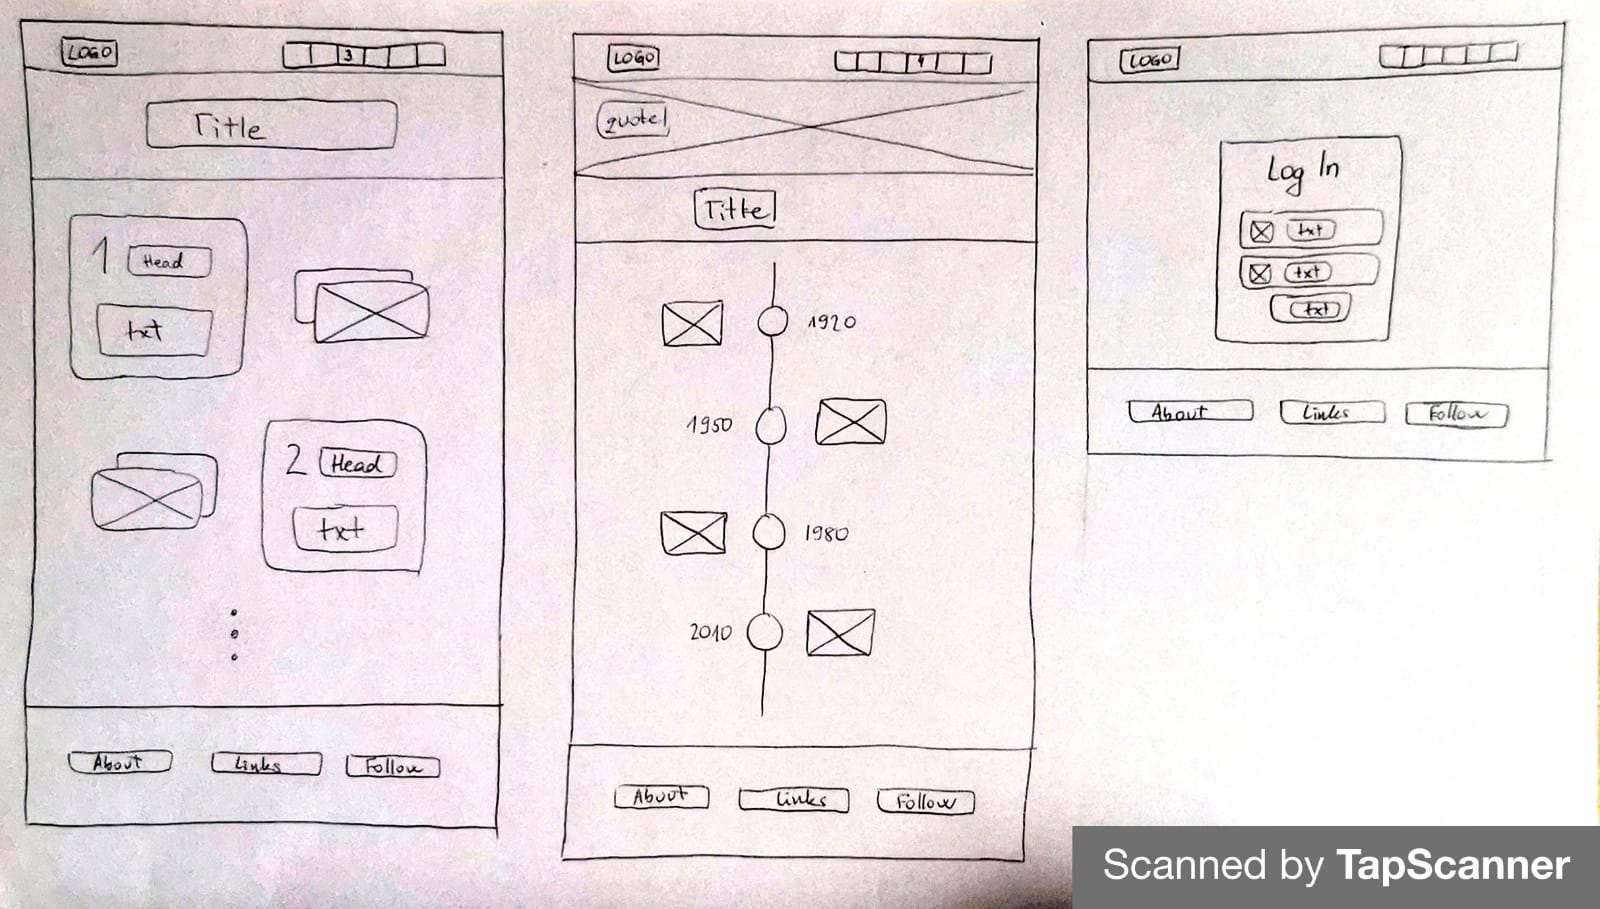 LOGO
3
Title
1 Head
txt
2 Head
txt
About Links Follow
LOGO
4
quote!
Title
1920
1950
1980
2010
About Links Follow
LOGO
Log In
txt
txt
txt
About Links Follow
Scanned by TapScanner